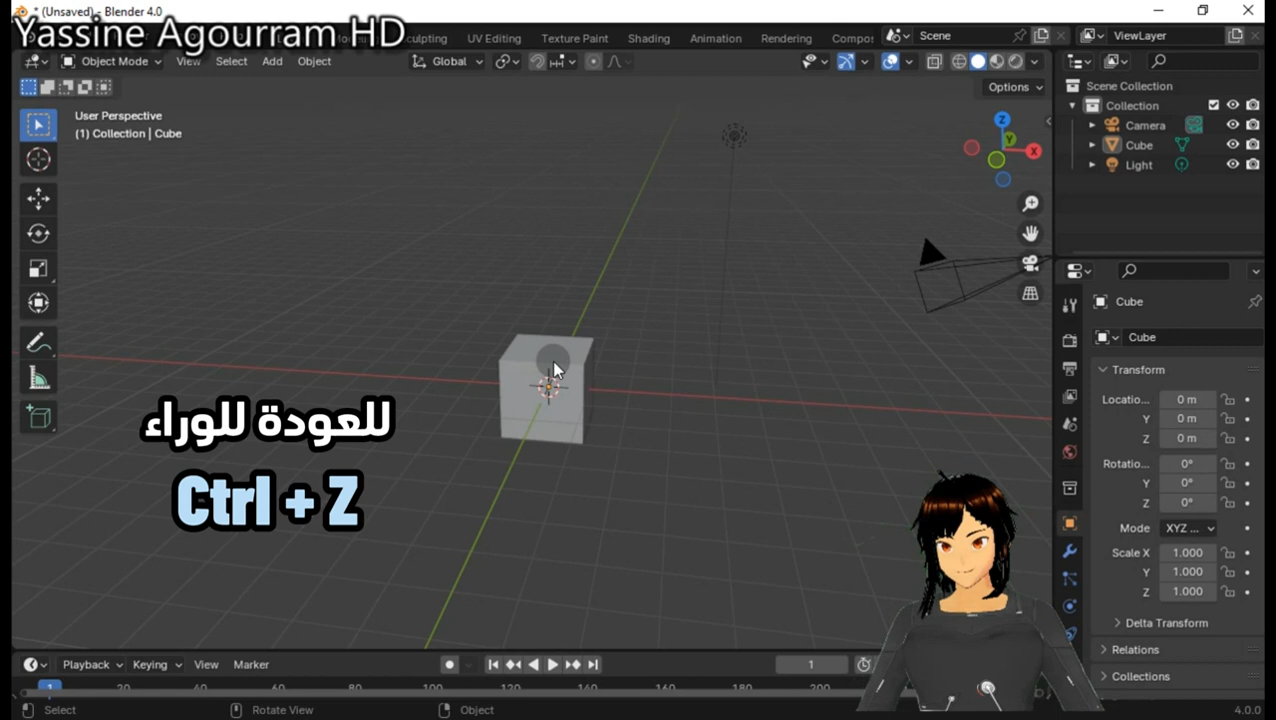 * (Unsaved) - Blender 4.0
Yassine Agourram HD
Sculpting UV Editing Texture Paint Shading Animation Rendering Compos
Scene
ViewLayer
Object Mode View Select Add Object
Global
Options
User Perspective
(1) Collection | Cube
Z
Y
X
Scene Collection
Collection
Camera
Cube
Light
Cube
Cube
Transform
Locatio... 0 m
Y 0 m
Z 0 m
Rotatio... 0°
Y 0°
Z 0°
Mode XYZ ...
Scale X 1.000
Y 1.000
Z 1.000
Delta Transform
Relations
Collections
للعودة للوراء
Ctrl + Z
Playback Keying View Marker
1
1 20 40 60 80 100 120 140 160 180 200
Select Rotate View Object
4.0.0